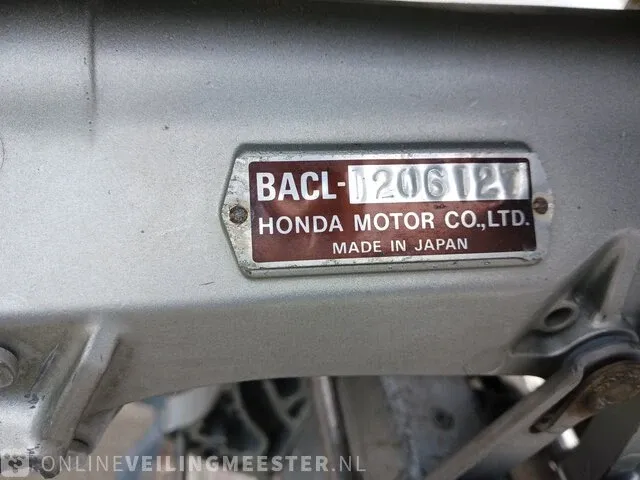 BACL-1206127
HONDA MOTOR CO.,LTD.
MADE IN JAPAN
ONLINEVEILINGMEESTER.NL